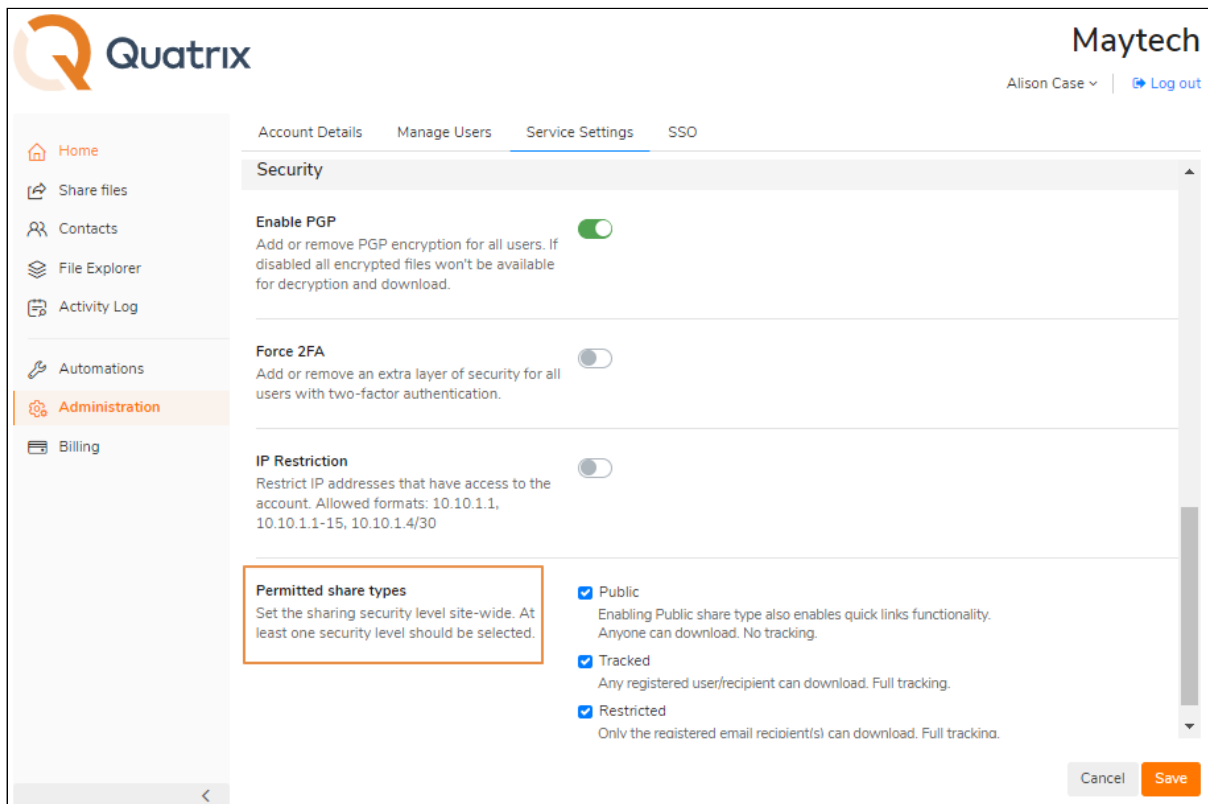 Quatrix
Maytech
Alison Case
Log out
Account Details Manage Users Service Settings SSO
Home
Share files
Contacts
File Explorer
Activity Log
Automations
Administration
Billing
Security
Enable PGP
Add or remove PGP encryption for all users. If
disabled all encrypted files won't be available
for decryption and download.
Force 2FA
Add or remove an extra layer of security for all
users with two-factor authentication.
IP Restriction
Restrict IP addresses that have access to the
account. Allowed formats: 10.10.1.1,
10.10.1.1-15, 10.10.1.4/30
Permitted share types
Set the sharing security level site-wide. At
least one security level should be selected.
Public
Enabling Public share type also enables quick links functionality.
Anyone can download. No tracking.
Tracked
Any registered user/recipient can download. Full tracking.
Restricted
Only the registered email recipient(s) can download. Full tracking.
Cancel
Save